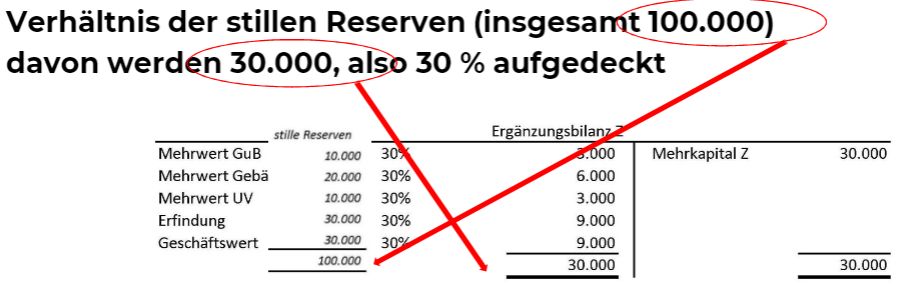 Verhältnis der stillen Reserven (insgesamt 100.000)
davon werden 30.000, also 30 % aufgedeckt
stille Reserven Ergänzungsbilanz Z
Mehrwert GuB 10.000 30% 3.000 Mehrkapital Z 30.000
Mehrwert Gebä 20.000 30% 6.000
Mehrwert UV 10.000 30% 3.000
Erfindung 30.000 30% 9.000
Geschäftswert 30.000 30% 9.000
100.000 30.000 30.000